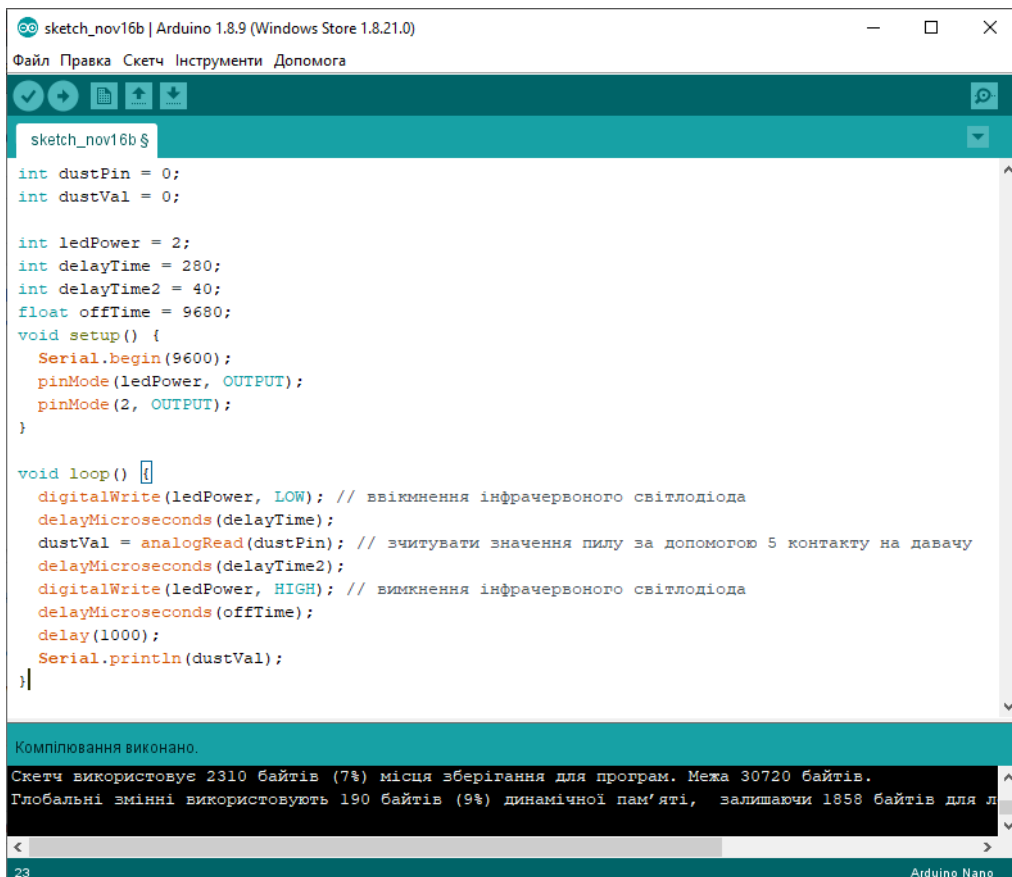 sketch_nov16b | Arduino 1.8.9 (Windows Store 1.8.21.0)
Файл Правка Скетч Інструменти Допомога
sketch_nov16b §
int dustPin = 0;
int dustVal = 0;
int ledPower = 2;
int delayTime = 280;
int delayTime2 = 40;
float offTime = 9680;
void setup() {
  Serial.begin(9600);
  pinMode(ledPower, OUTPUT);
  pinMode(2, OUTPUT);
}
void loop() {
  digitalWrite(ledPower, LOW); // ввікмнення інфрачервоного світлодіода
  delayMicroseconds(delayTime);
  dustVal = analogRead(dustPin); // зчитувати значення пилу за допомогою 5 контакту на давачу
  delayMicroseconds(delayTime2);
  digitalWrite(ledPower, HIGH); // вимкнення інфрачервоного світлодіода
  delayMicroseconds(offTime);
  delay(1000);
  Serial.println(dustVal);
}
Компілювання виконано.
Скетч використовує 2310 байтів (7%) місця зберігання для програм. Межа 30720 байтів.
Глобальні змінні використовують 190 байтів (9%) динамічної пам’яті,  залишаючи 1858 байтів для л
23 Arduino Nano